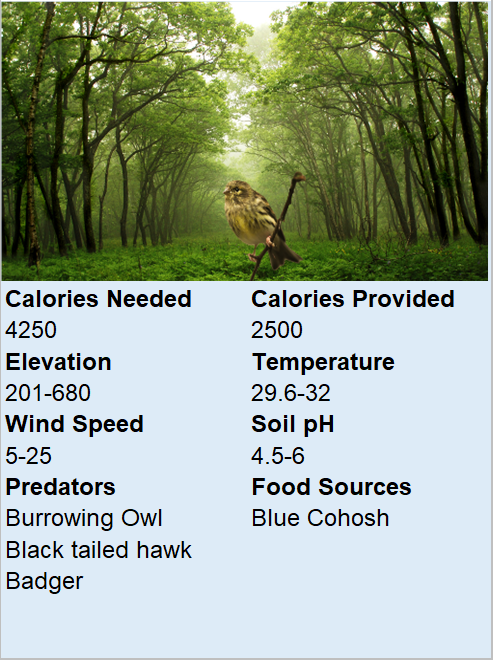 Calories Needed
Calories Provided
4250
2500
Elevation
Temperature
201-680
29.6-32
Wind Speed
Soil pH
5-25
4.5-6
Predators
Food Sources
Burrowing Owl
Blue Cohosh
Black tailed hawk
Badger